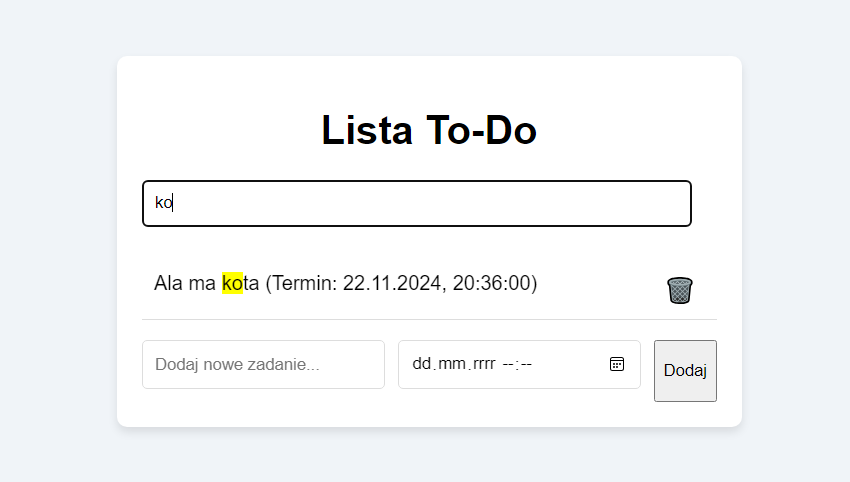 Lista To-Do
ko
Ala ma kota (Termin: 22.11.2024, 20:36:00)
Dodaj nowe zadanie... dd.mm.rrrr --:-- Dodaj